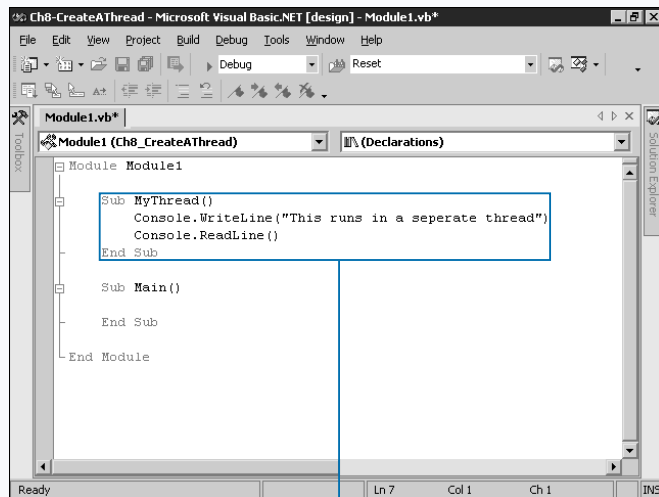 Ch8-CreateAThread - Microsoft Visual Basic.NET [design] - Module1.vb*
File Edit View Project Build Debug Tools Window Help
Debug Reset
Module1.vb*
Toolbox
Solution Explorer
Module1 (Ch8_CreateAThread) (Declarations)
Module Module1
Sub MyThread()
Console.WriteLine("This runs in a seperate thread")
Console.ReadLine()
End Sub
Sub Main()
End Sub
End Module
Ready Ln 7 Col 1 Ch 1 INS